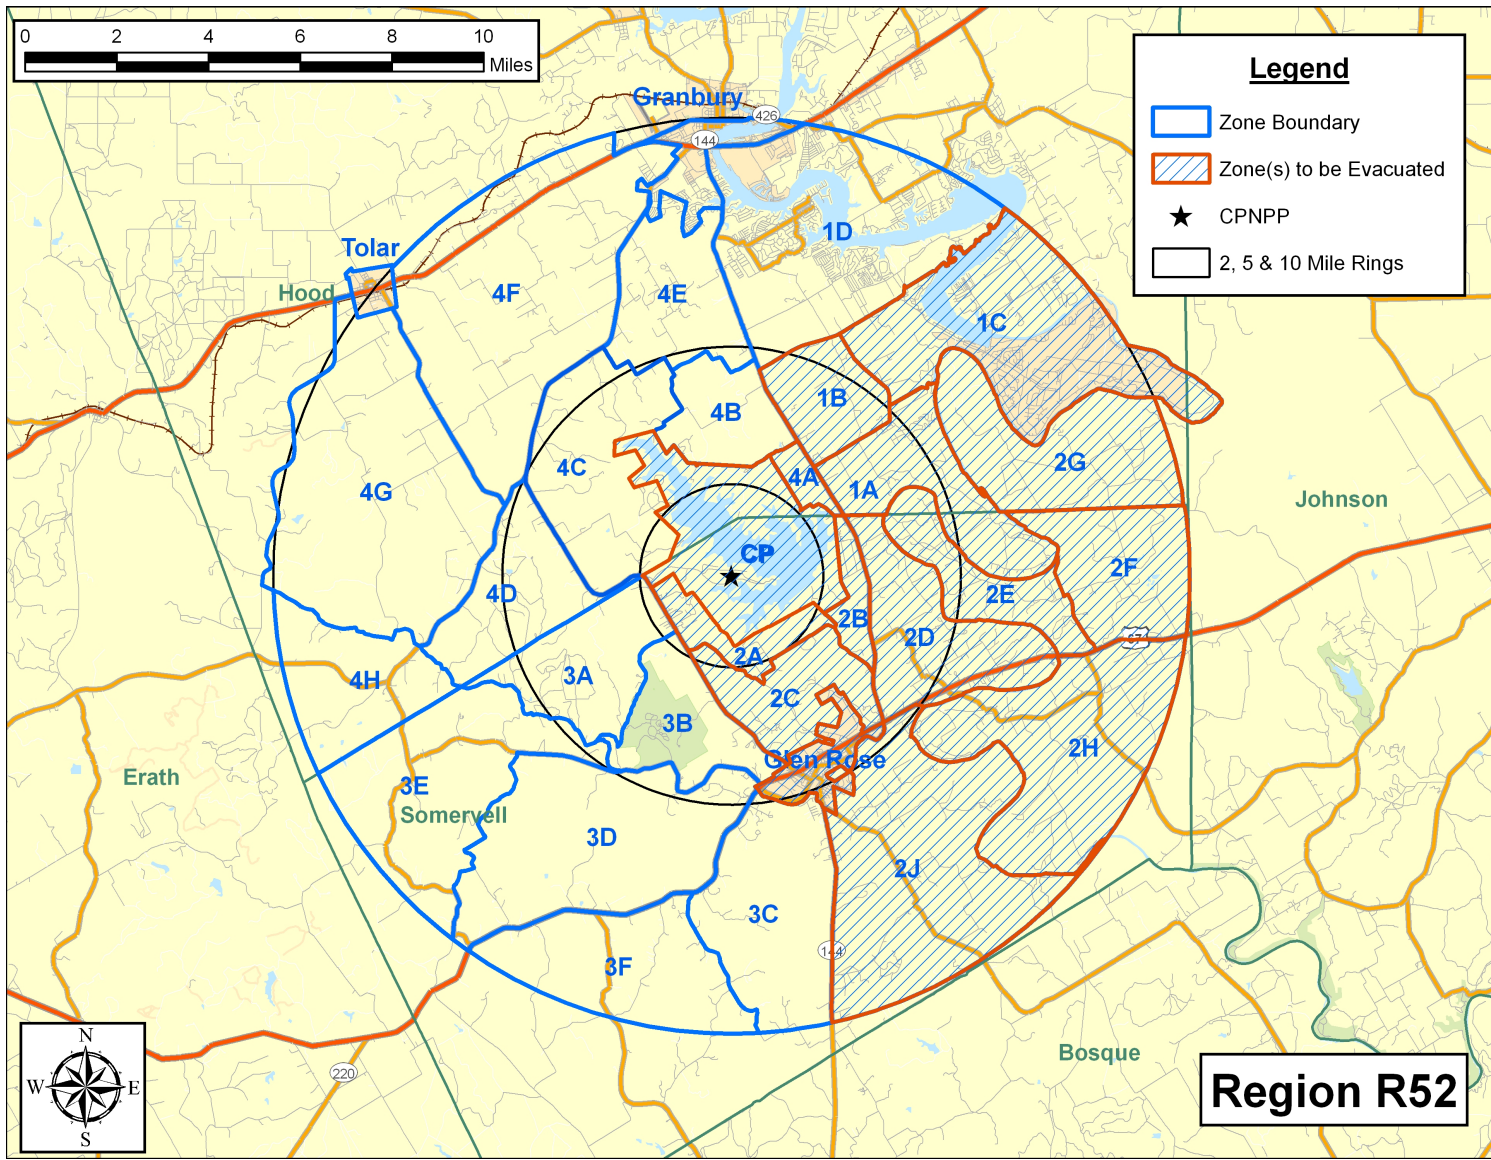 0 2 4 6 8 10
Miles
Legend
Zone Boundary
Zone(s) to be Evacuated
CPNPP
2, 5 & 10 Mile Rings
Granbury
426
144
1D
Tolar
Hood
4F
4E
1C
4B
1B
4C
2G
4A
1A
4G
Johnson
CP
2F
4D
2E
2B
2D
67
2A
3A
4H
2C
3B
2H
Glen Rose
Erath
3E
Somervell
3D
2J
3C
144
3F
Bosque
220
N
W E
S
Region R52